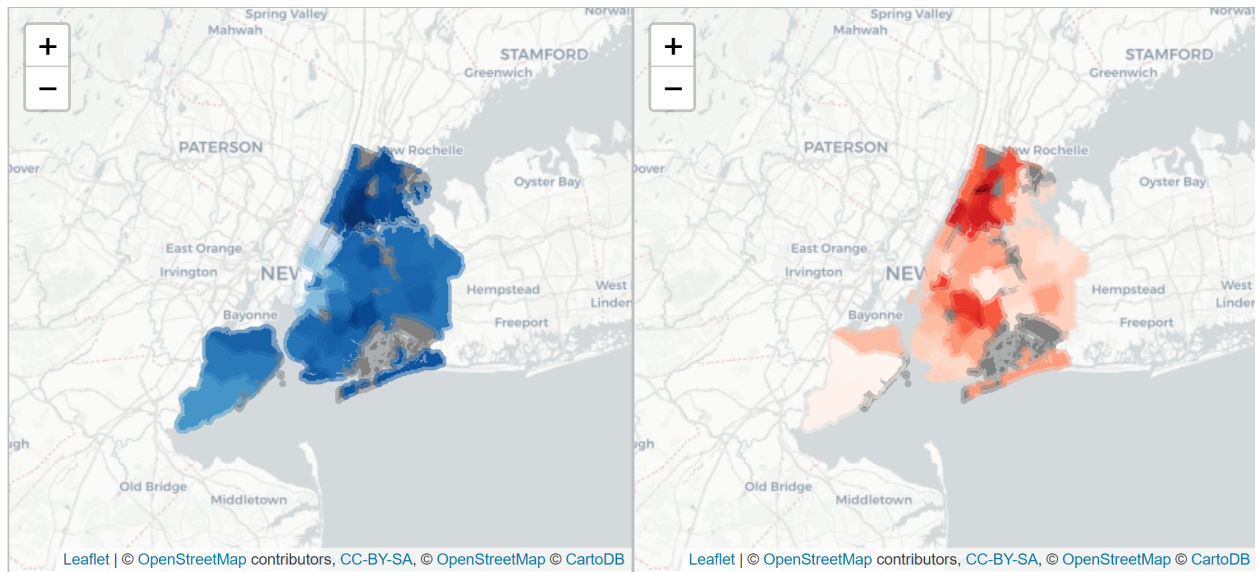 Spring Valley
Norwal
+
Mahwah
STAMFORD
Greenwich
−
PATERSON
New Rochelle
Dover
Oyster Bay
East Orange
NEW
Irvington
Hempstead
West
Linden
Bayonne
Freeport
ugh
Old Bridge
Middletown
Leaflet | © OpenStreetMap contributors, CC-BY-SA, © OpenStreetMap © CartoDB
Spring Valley
Norwal
+
Mahwah
STAMFORD
Greenwich
−
PATERSON
New Rochelle
Dover
Oyster Bay
East Orange
NEW
Irvington
Hempstead
West
Linden
Bayonne
Freeport
ugh
Old Bridge
Middletown
Leaflet | © OpenStreetMap contributors, CC-BY-SA, © OpenStreetMap © CartoDB